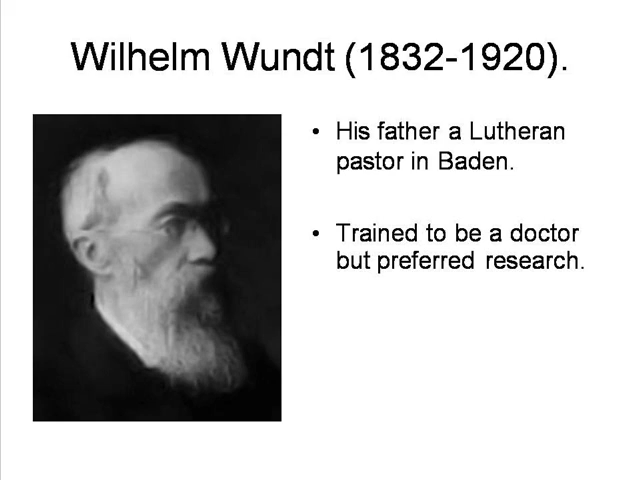 Wilhelm Wundt (1832-1920).
• His father a Lutheran
pastor in Baden.
• Trained to be a doctor
but preferred research.